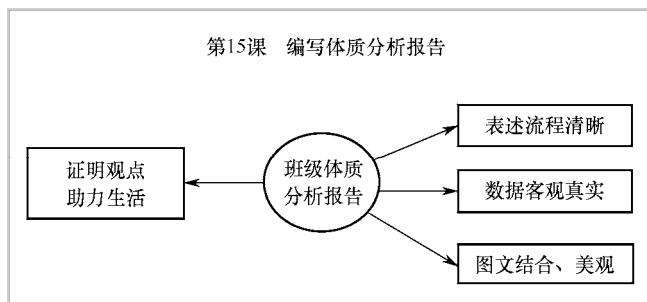 第15课　编写体质分析报告
证明观点
助力生活
班级体质
分析报告
表述流程清晰
数据客观真实
图文结合、美观